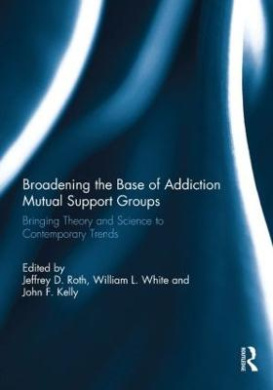 Broadening the Base of Addiction
Mutual Support Groups
Bringing Theory and Science to
Contemporary Trends
Edited by
Jeffrey D. Roth, William L. White and
John F. Kelly
R
ROUTLEDGE